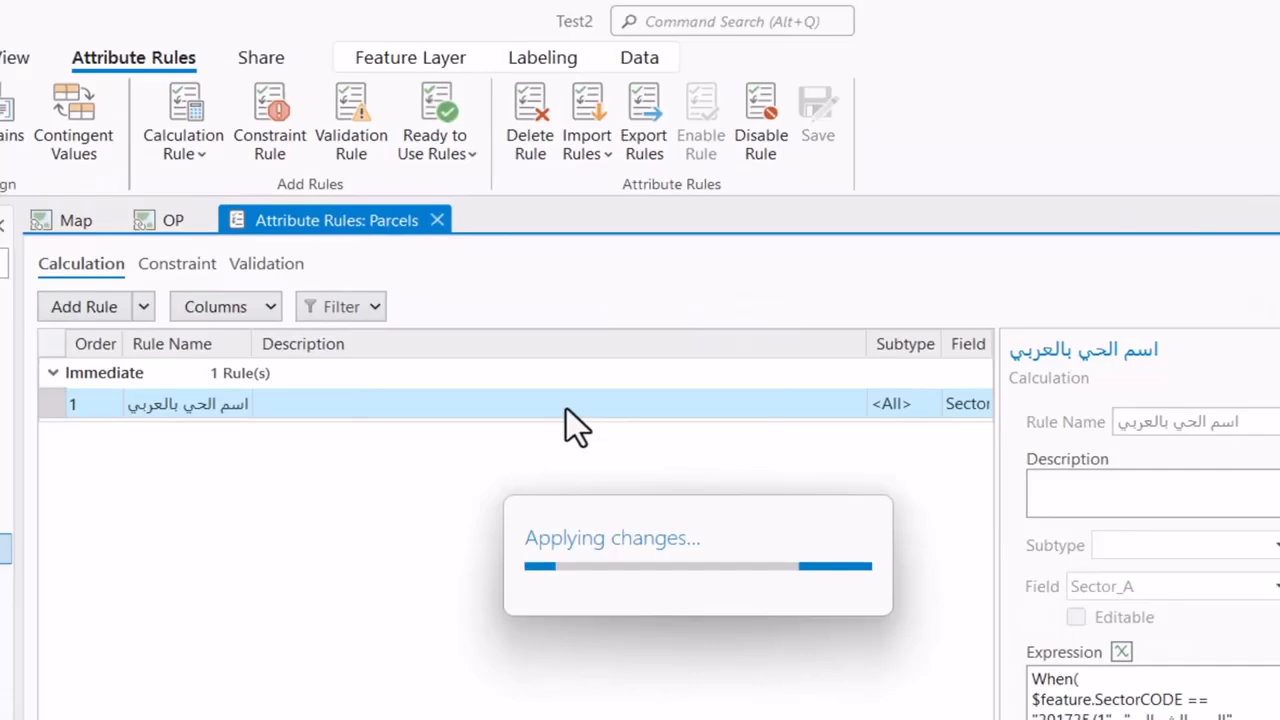 Test2
Command Search (Alt+Q)
View Attribute Rules Share Feature Layer Labeling Data
Contingent Values
Calculation Rule
Constraint Rule
Validation Rule
Ready to Use Rules
Delete Rule
Import Rules
Export Rules
Enable Rule
Disable Rule
Save
Add Rules
Attribute Rules
Map
OP
Attribute Rules: Parcels
Calculation Constraint Validation
Add Rule Columns Filter
Order Rule Name Description Subtype Field
Immediate 1 Rule(s)
1 اسم الحي بالعربي <All> Sector
Applying changes...
اسم الحي بالعربي
Calculation
Rule Name اسم الحي بالعربي
Description
Subtype
Field Sector_A
Editable
Expression
When(
$feature.SectorCODE ==